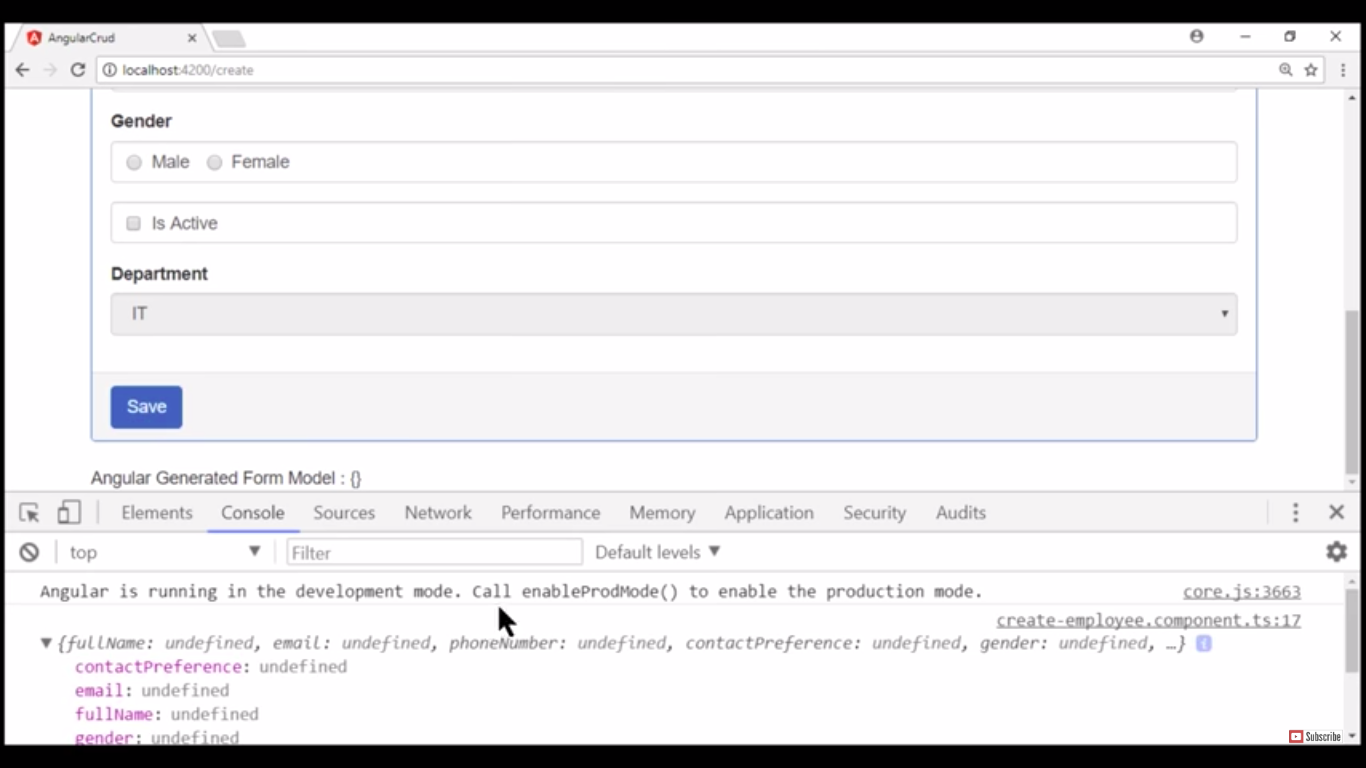 AngularCrud
localhost:4200/create
Gender
Male Female
Is Active
Department
IT
Save
Angular Generated Form Model : {}
Elements Console Sources Network Performance Memory Application Security Audits
top Filter Default levels
Angular is running in the development mode. Call enableProdMode() to enable the production mode. core.js:3663
create-employee.component.ts:17
{fullName: undefined, email: undefined, phoneNumber: undefined, contactPreference: undefined, gender: undefined, …}
contactPreference: undefined
email: undefined
fullName: undefined
gender: undefined
Subscribe